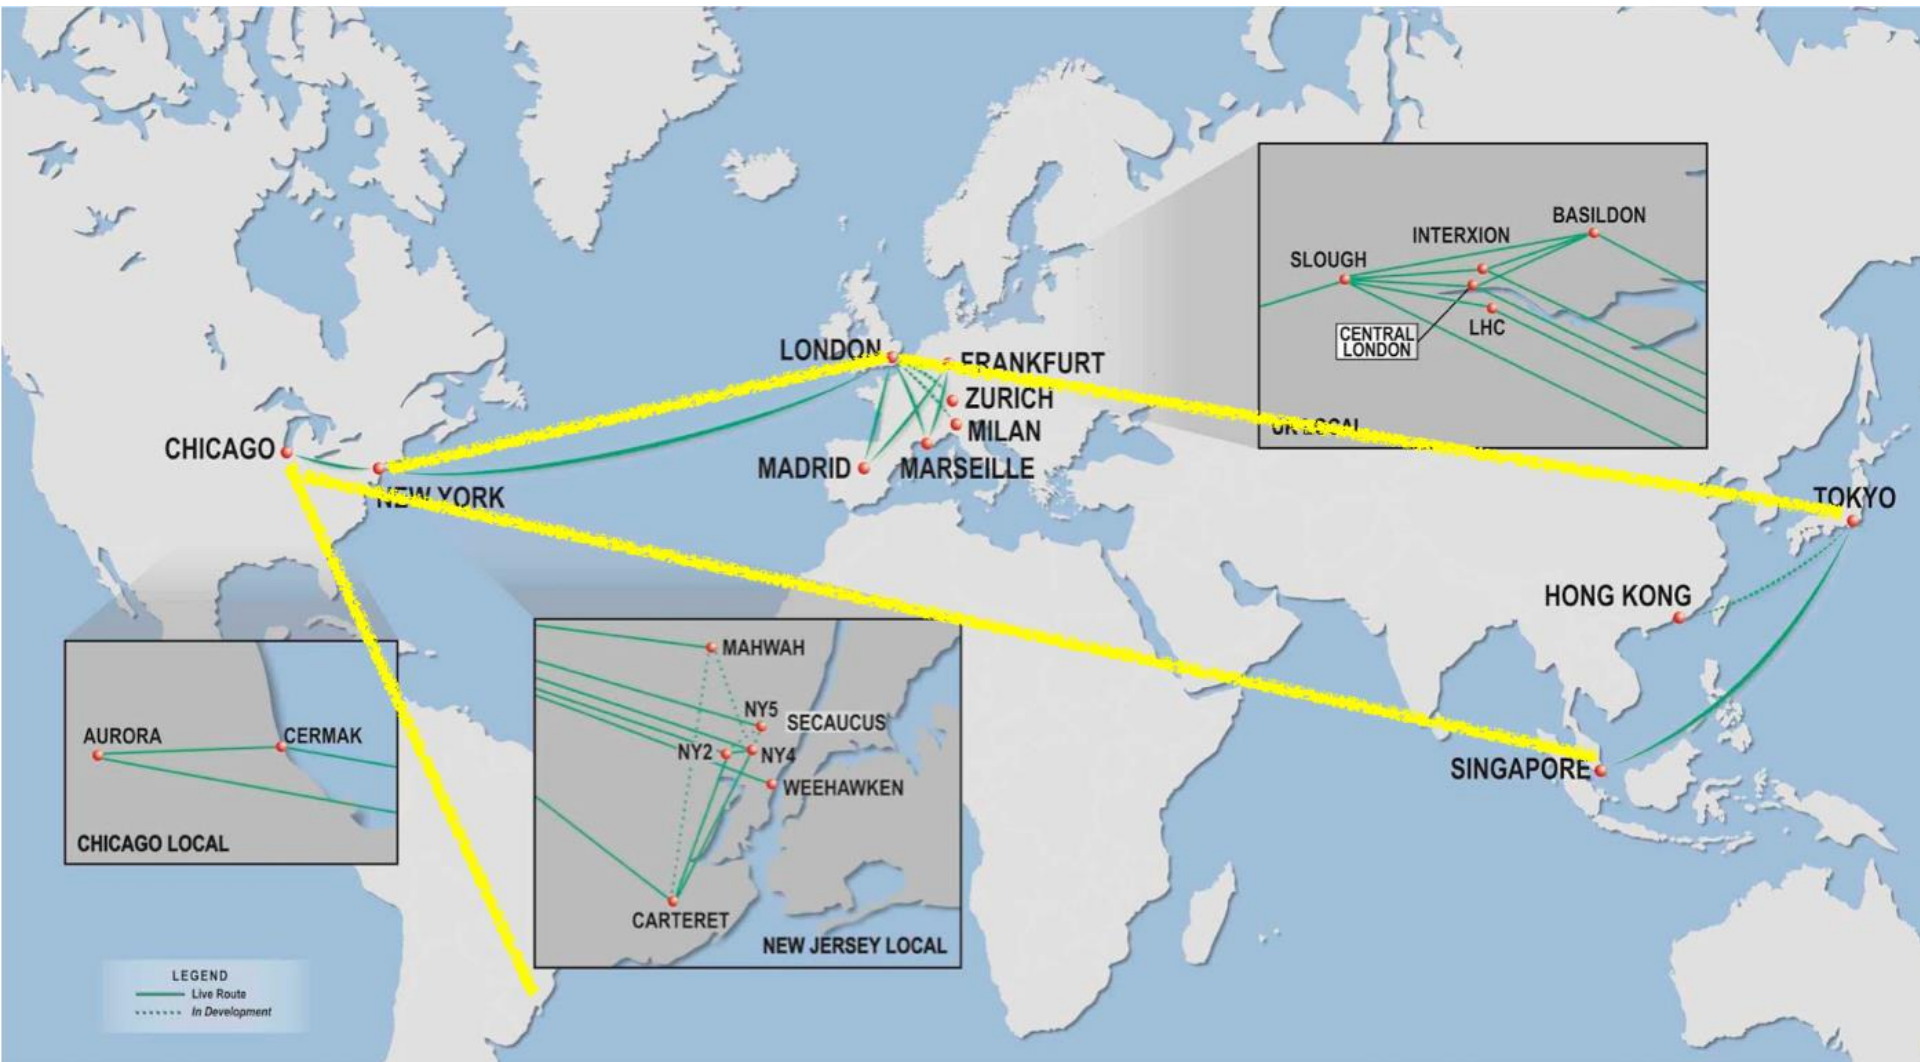 LONDON
FRANKFURT
ZURICH
MILAN
MADRID
MARSEILLE
CHICAGO
NEW YORK
TOKYO
HONG KONG
SINGAPORE
BASILDON
INTERXION
SLOUGH
LHC
CENTRAL
LONDON
UK LOCAL
AURORA
CERMAK
CHICAGO LOCAL
MAHWAH
NY5
SECAUCUS
NY2
NY4
WEEHAWKEN
CARTERET
NEW JERSEY LOCAL
LEGEND
Live Route
In Development